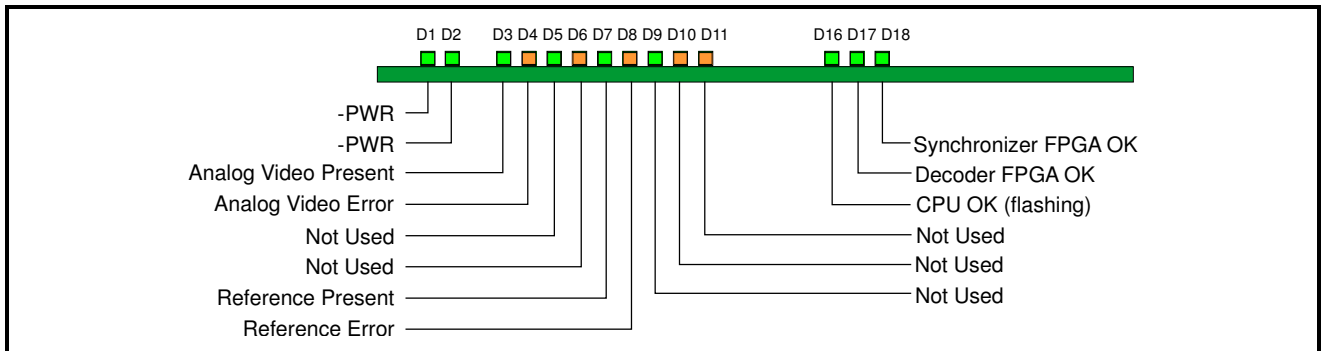 D1 D2 D3 D4 D5 D6 D7 D8 D9 D10 D11 D16 D17 D18
-PWR
-PWR
Analog Video Present
Analog Video Error
Not Used
Not Used
Reference Present
Reference Error
Synchronizer FPGA OK
Decoder FPGA OK
CPU OK (flashing)
Not Used
Not Used
Not Used